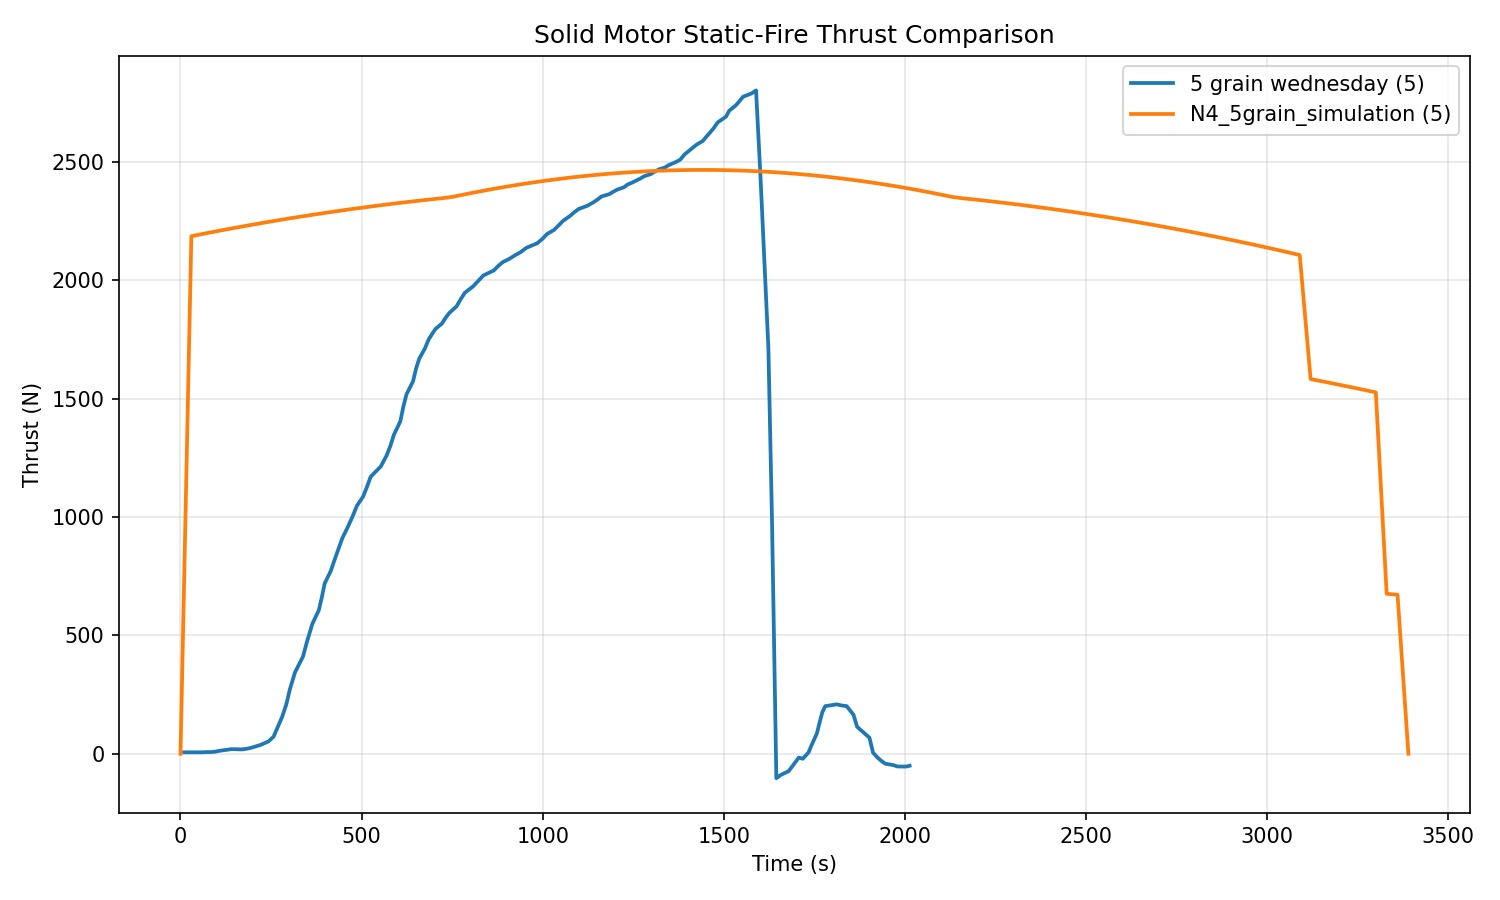 Solid Motor Static-Fire Thrust Comparison
5 grain wednesday (5)
N4_5grain_simulation (5)
Thrust (N)
2500
2000
1500
1000
500
0
0 500 1000 1500 2000 2500 3000 3500
Time (s)